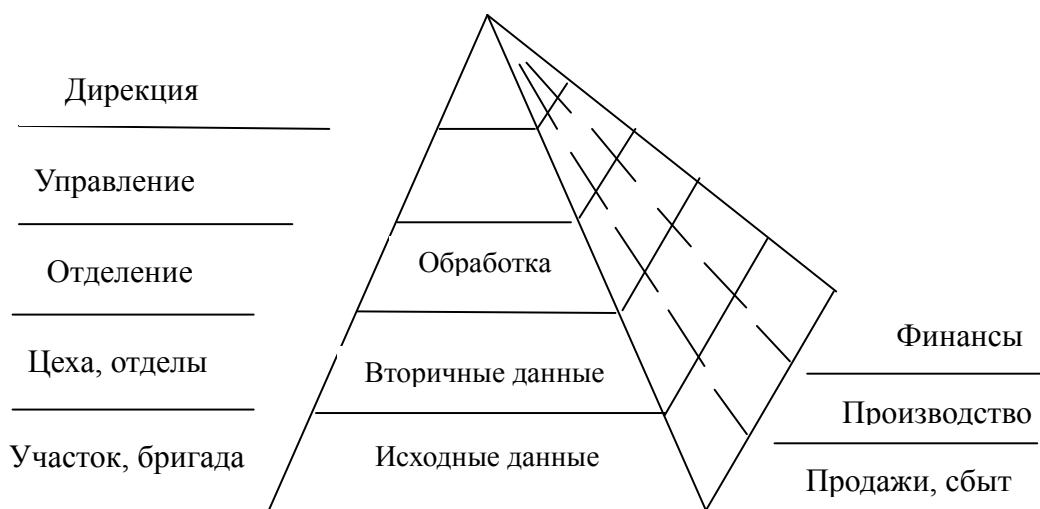 Дирекция
Управление
Отделение
Обработка
Цеха, отделы
Вторичные данные
Финансы
Производство
Участок, бригада
Исходные данные
Продажи, сбыт